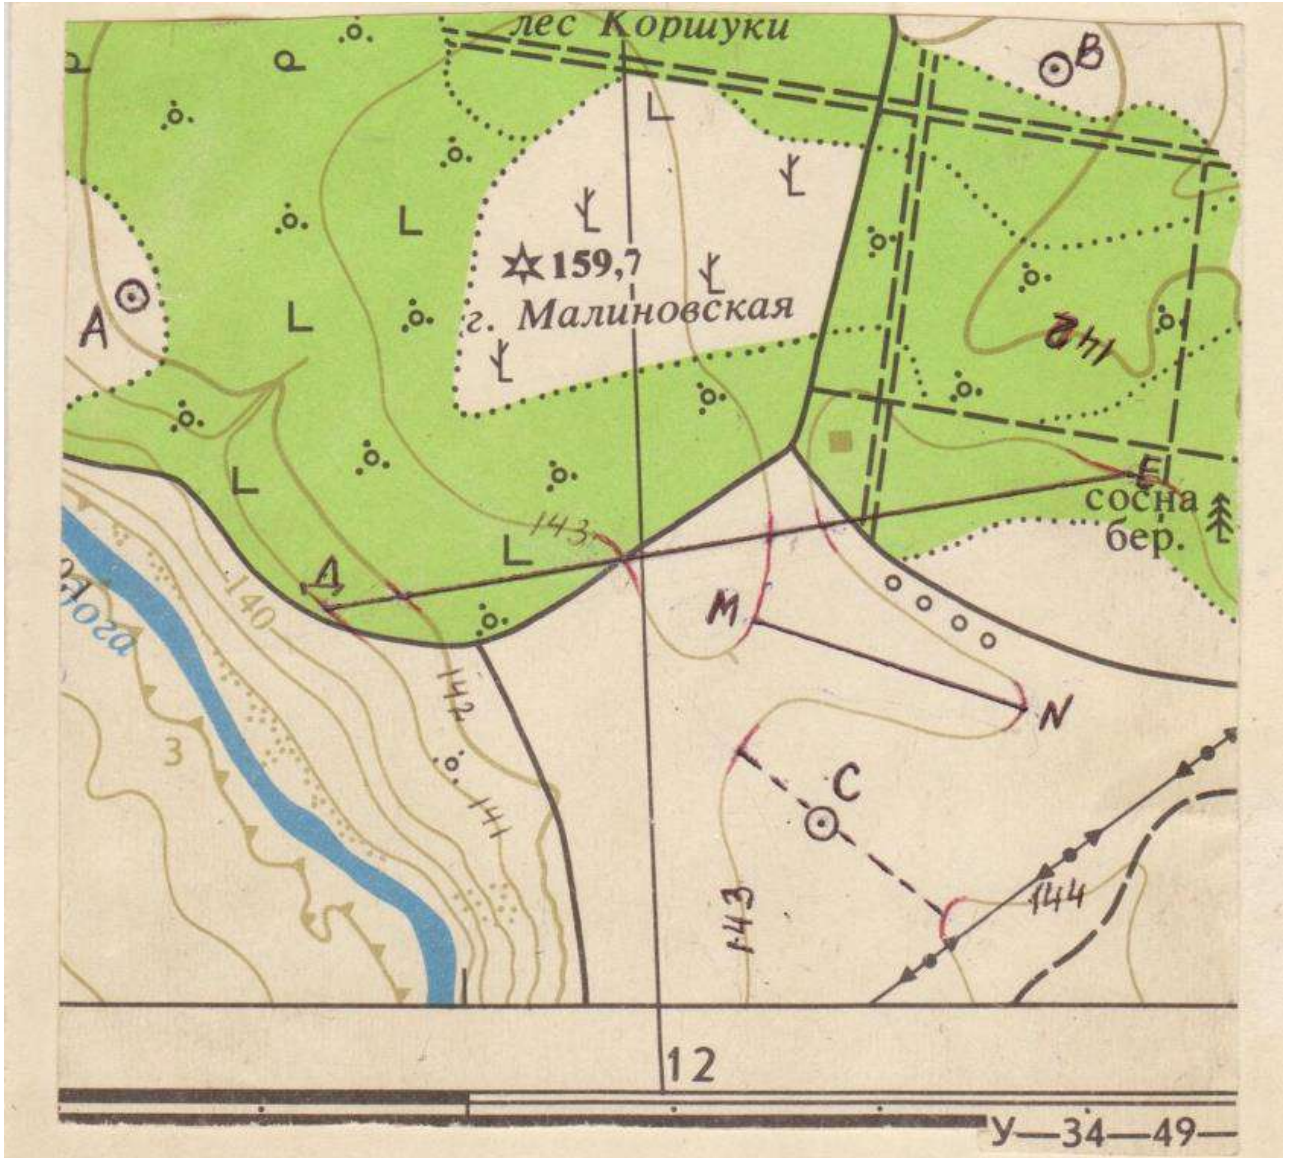 лес Коршуки
В
159,7
А
г. Малиновская
142
143
Е
сосна
бер.
Д
140
М
142
N
3
С
141
143
144
12
У—34—49—